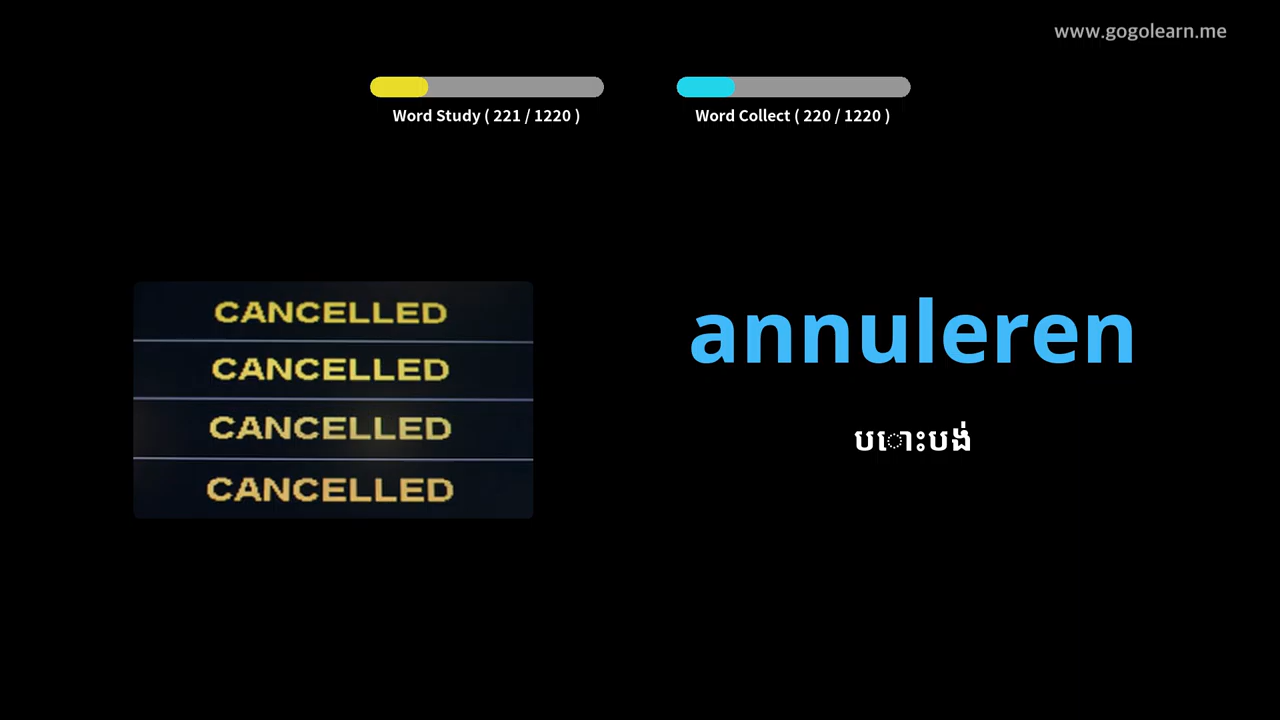 www.gogolearn.me
Word Study ( 221 / 1220 )
Word Collect ( 220 / 1220 )
CANCELLED
CANCELLED
CANCELLED
CANCELLED
annuleren
បោះបង់